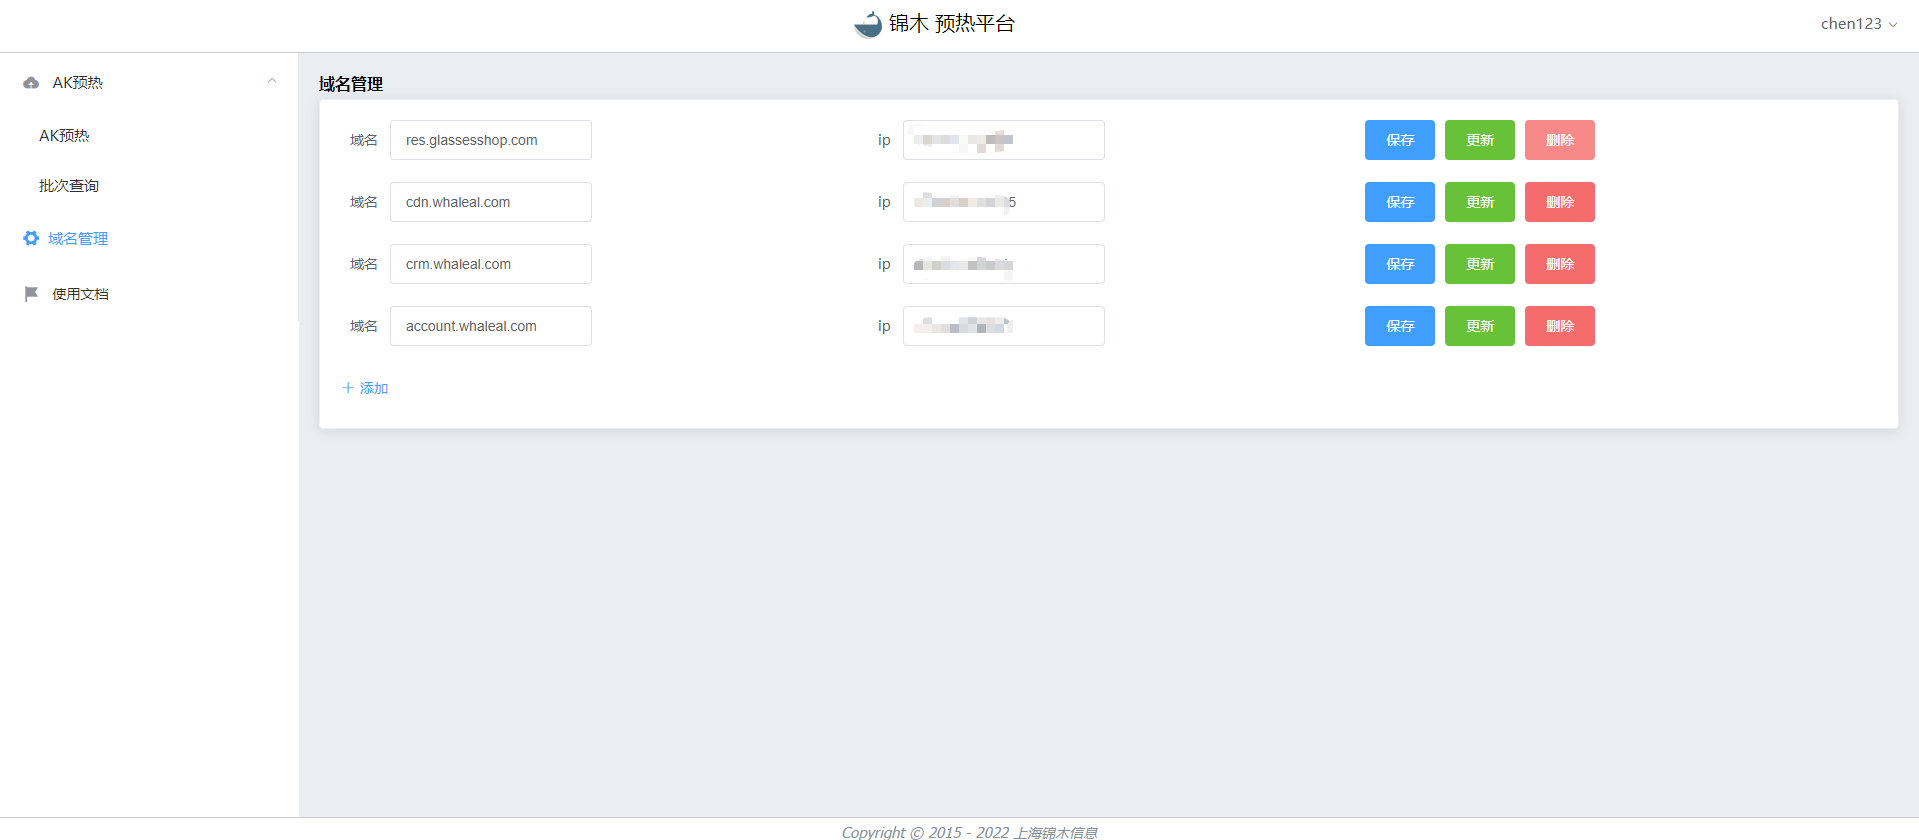 锦木 预热平台
chen123
AK预热
AK预热
批次查询
域名管理
使用文档
域名管理
域名 res.glassesshop.com ip 保存 更新 删除
域名 cdn.whaleal.com ip 5 保存 更新 删除
域名 crm.whaleal.com ip 保存 更新 删除
域名 account.whaleal.com ip 保存 更新 删除
+ 添加
Copyright © 2015 - 2022 上海锦木信息